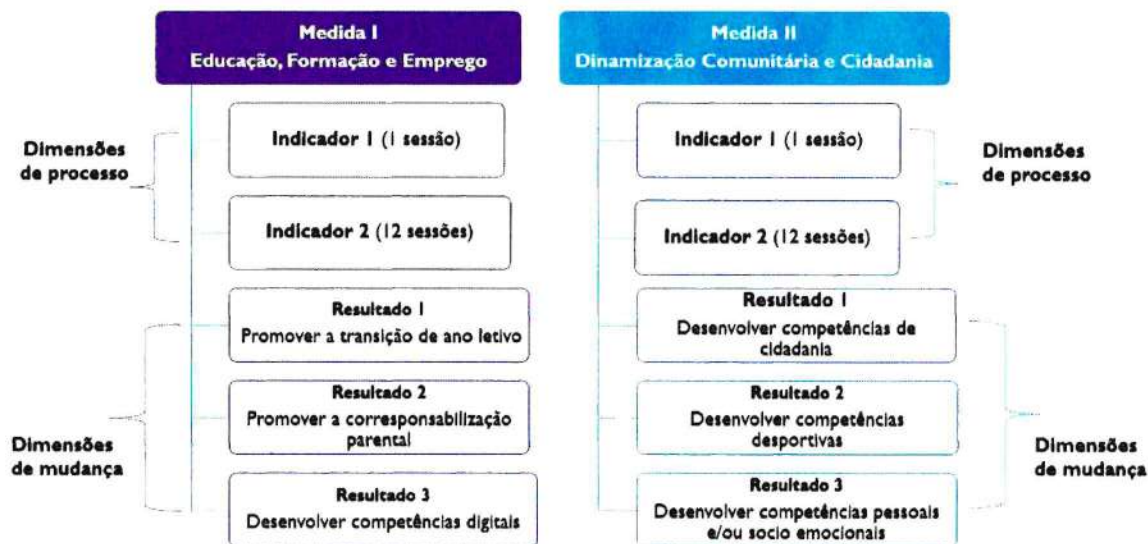 Medida I
Educação, Formação e Emprego
Dimensões
de processo
Indicador 1 (1 sessão)
Indicador 2 (12 sessões)
Dimensões
de mudança
Resultado 1
Promover a transição de ano letivo
Resultado 2
Promover a corresponsabilização
parental
Resultado 3
Desenvolver competências digitais
Medida II
Dinamização Comunitária e Cidadania
Indicador 1 (1 sessão)
Indicador 2 (12 sessões)
Dimensões
de processo
Resultado 1
Desenvolver competências de
cidadania
Resultado 2
Desenvolver competências
desportivas
Resultado 3
Desenvolver competências pessoais
e/ou socio emocionais
Dimensões
de mudança